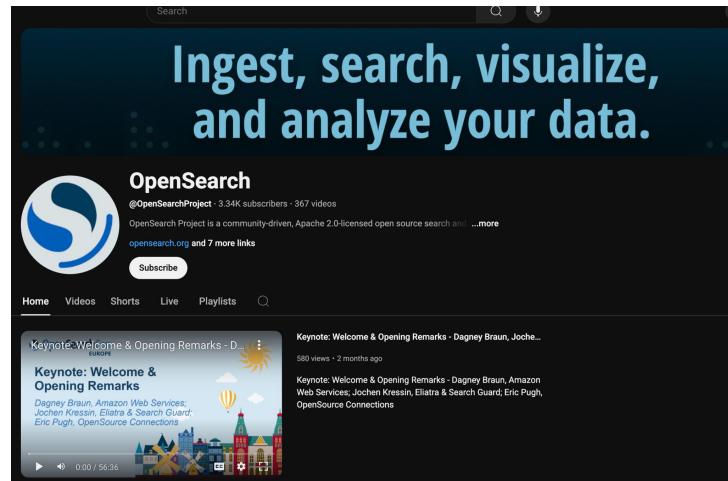 Search
Ingest, search, visualize,
and analyze your data.
OpenSearch
@OpenSearchProject · 3.34K subscribers · 367 videos
OpenSearch Project is a community-driven, Apache 2.0-licensed open source search and ...more
opensearch.org and 7 more links
Subscribe
Home Videos Shorts Live Playlists
Keynote: Welcome & Opening Remarks - D...
EUROPE
Keynote: Welcome &
Opening Remarks
Dagney Braun, Amazon Web Services;
Jochen Kressin, Eliatra & Search Guard;
Eric Pugh, OpenSource Connections
0:00 / 56:36
CC
Keynote: Welcome & Opening Remarks - Dagney Braun, Joche...
580 views • 2 months ago
Keynote: Welcome & Opening Remarks - Dagney Braun, Amazon
Web Services; Jochen Kressin, Eliatra & Search Guard; Eric Pugh,
OpenSource Connections